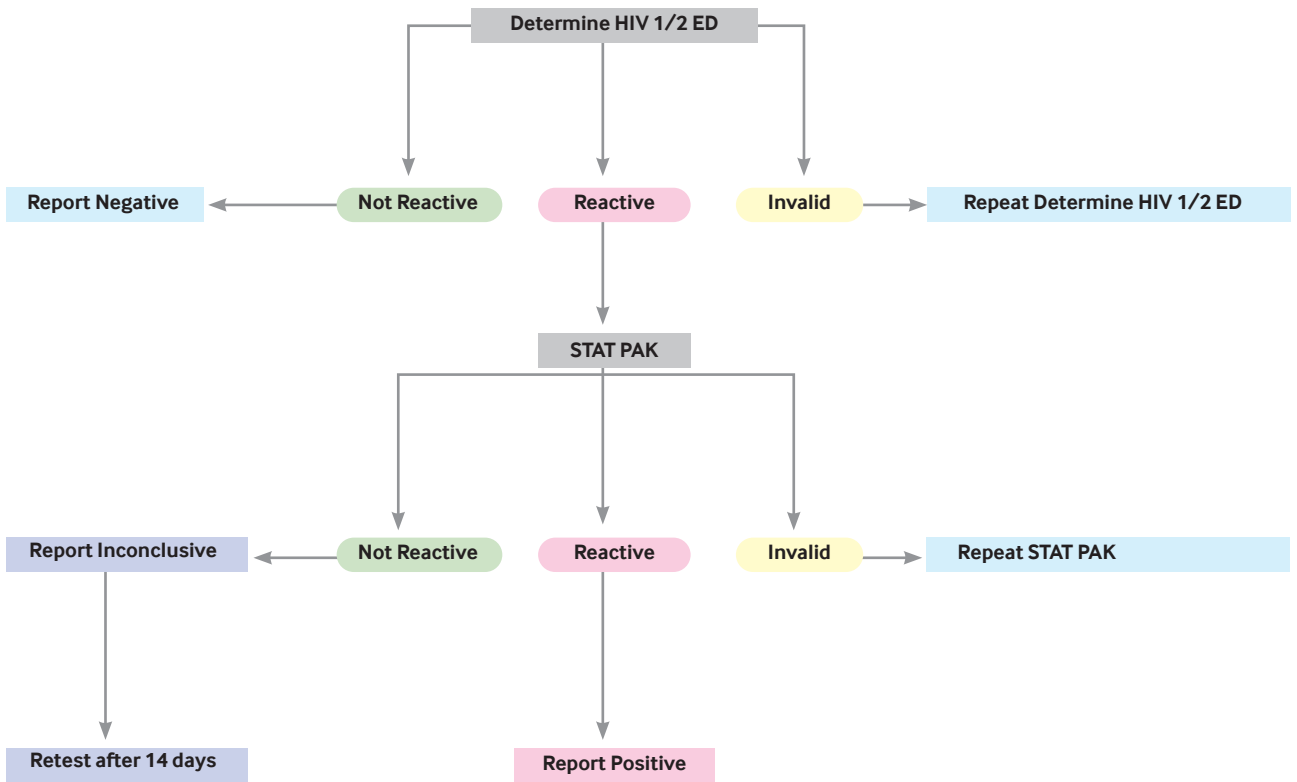 Determine HIV 1/2 ED
Report Negative
Not Reactive
Reactive
Invalid
Repeat Determine HIV 1/2 ED
STAT PAK
Report Inconclusive
Not Reactive
Reactive
Invalid
Repeat STAT PAK
Retest after 14 days
Report Positive